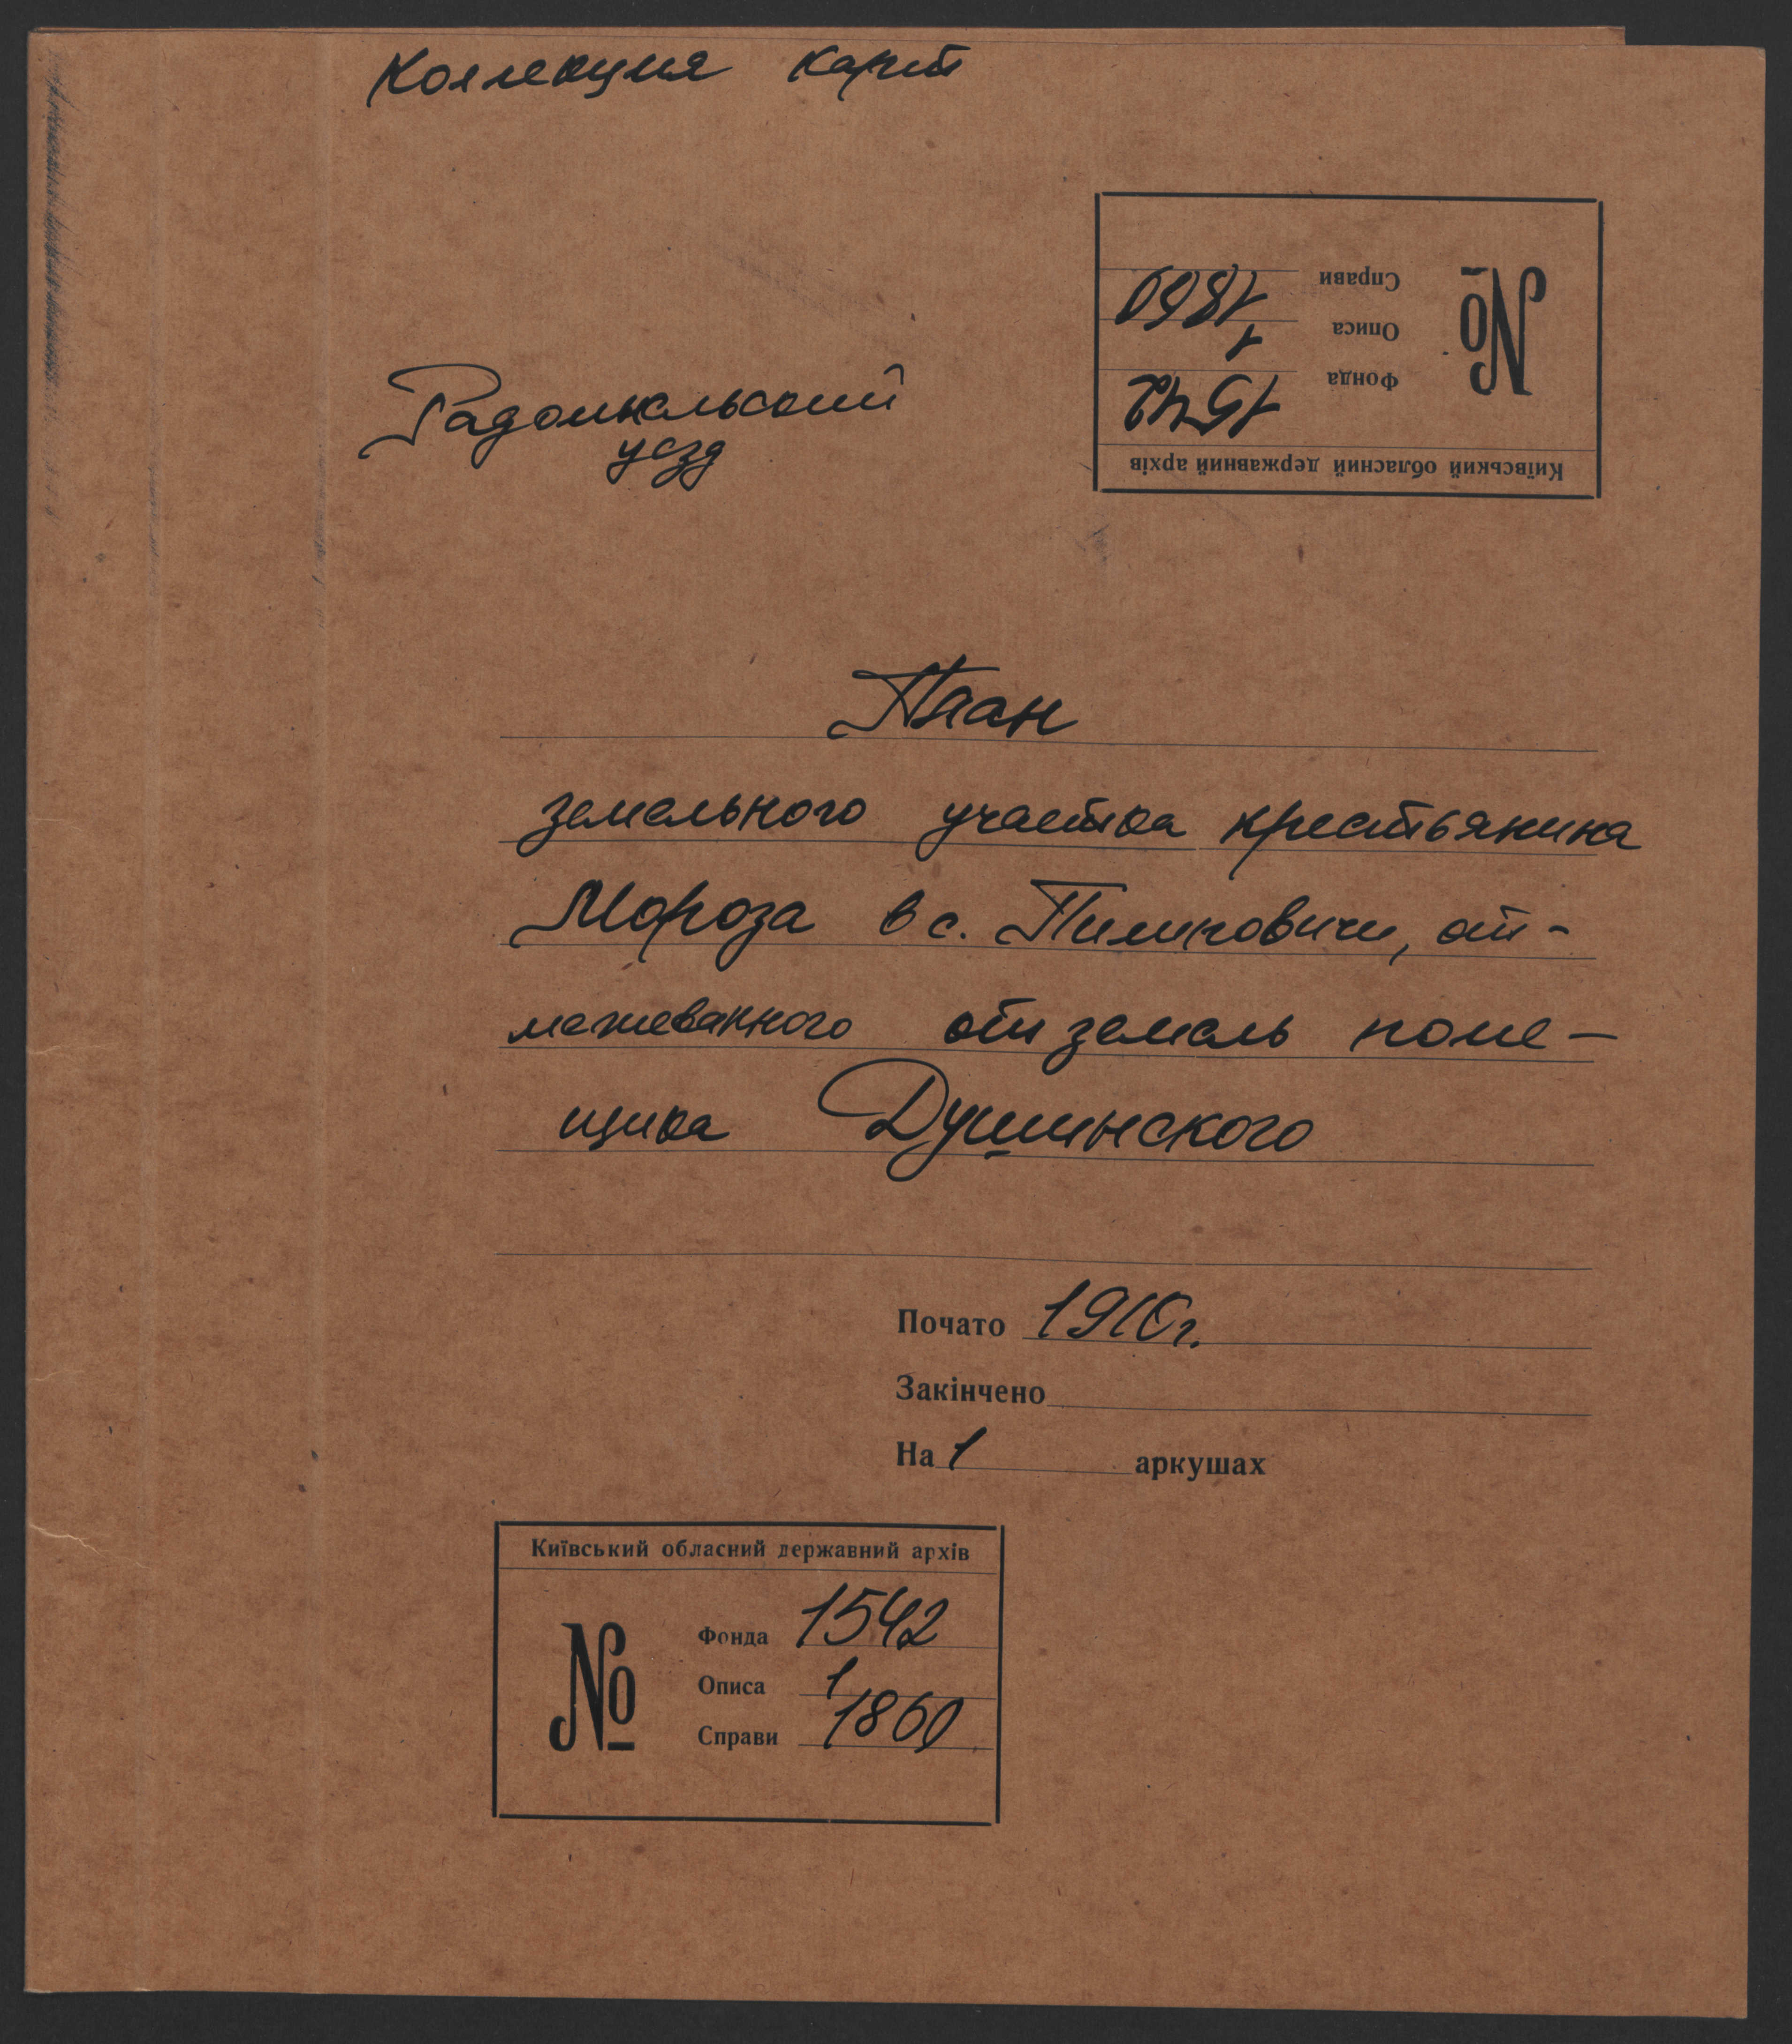 Коллекция карт
Справи 1860
Описа 1
Фонда 1542
№
Київський обласний державний архів
Радомысльский
уезд
План
земельного участка крестьянина
Мороза в с. Пилиповичи, от-
межеванного от земель поме-
щика Душинского
Почато 1910г.
Закінчено
На 1 аркушах
Київський обласний державний архів
№
Фонда 1542
Описа 1
Справи 1860